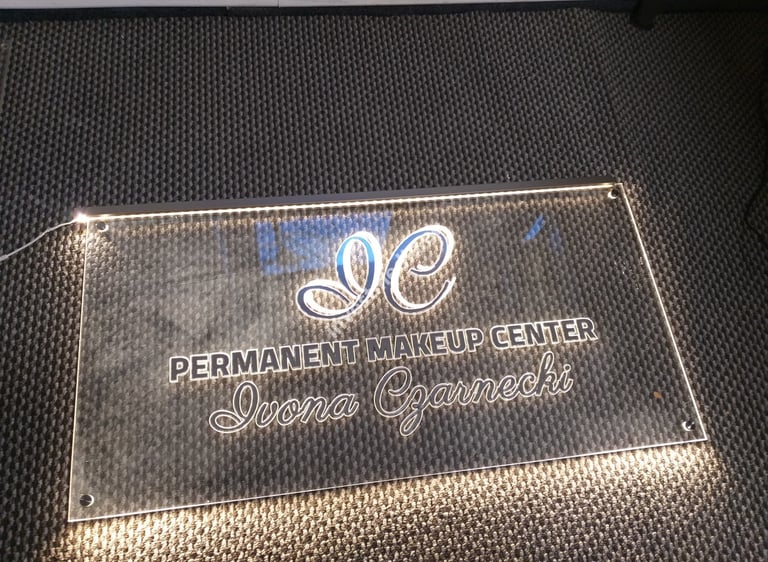 IC
PERMANENT MAKEUP CENTER
Ivona Czarnecki